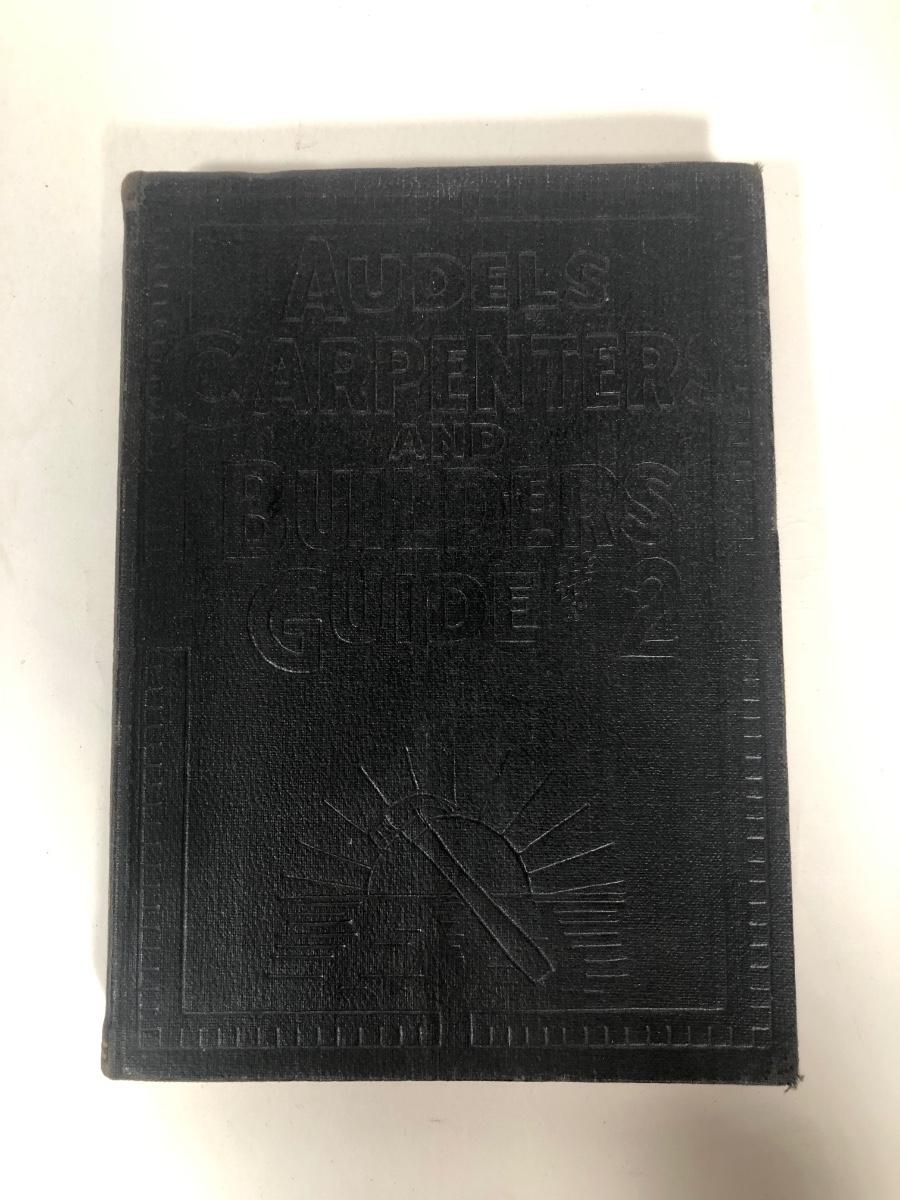 AUDELS
CARPENTERS
AND
BUILDERS
GUIDE 2